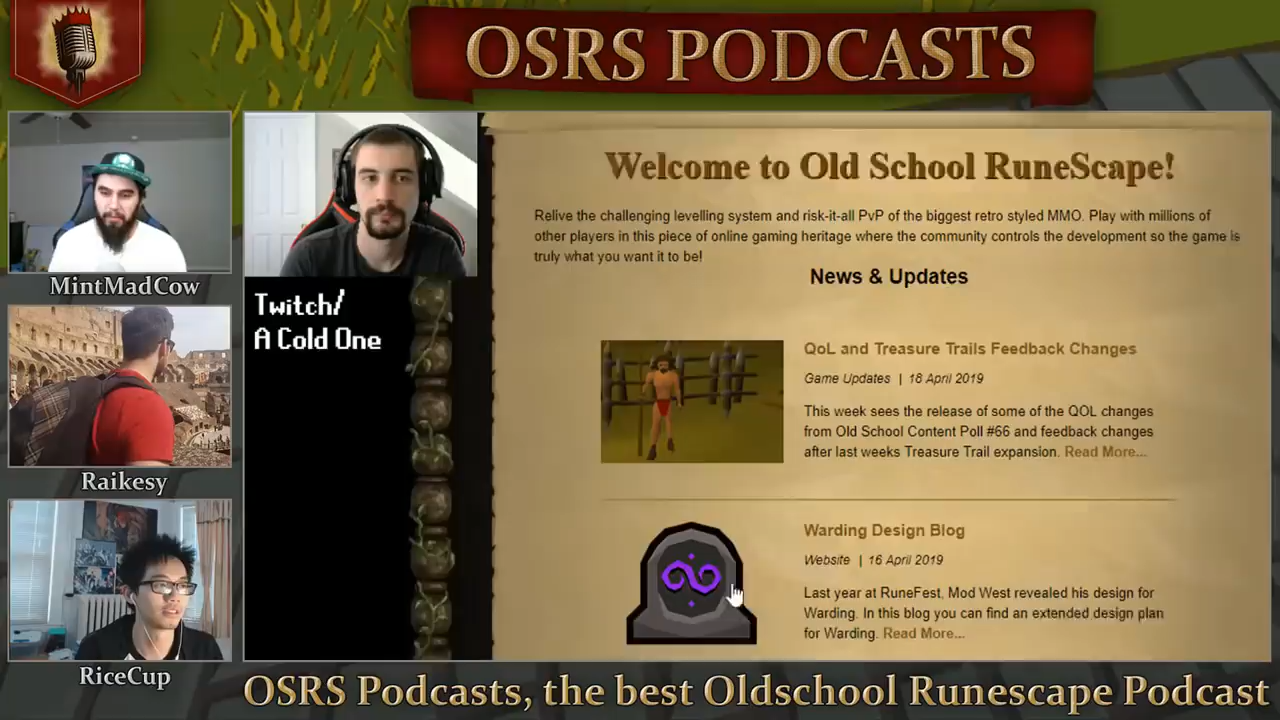 OSRS PODCASTS
MintMadCow
Raikesy
RiceCup
Twitch/
A Cold One
Welcome to Old School RuneScape!
Relive the challenging levelling system and risk-it-all PvP of the biggest retro styled MMO. Play with millions of
other players in this piece of online gaming heritage where the community controls the development so the game is
truly what you want it to be!
News & Updates
QoL and Treasure Trails Feedback Changes
Game Updates | 18 April 2019
This week sees the release of some of the QOL changes
from Old School Content Poll #66 and feedback changes
after last weeks Treasure Trail expansion. Read More...
Warding Design Blog
Website | 16 April 2019
Last year at RuneFest, Mod West revealed his design for
Warding. In this blog you can find an extended design plan
for Warding. Read More...
OSRS Podcasts, the best Oldschool Runescape Podcast